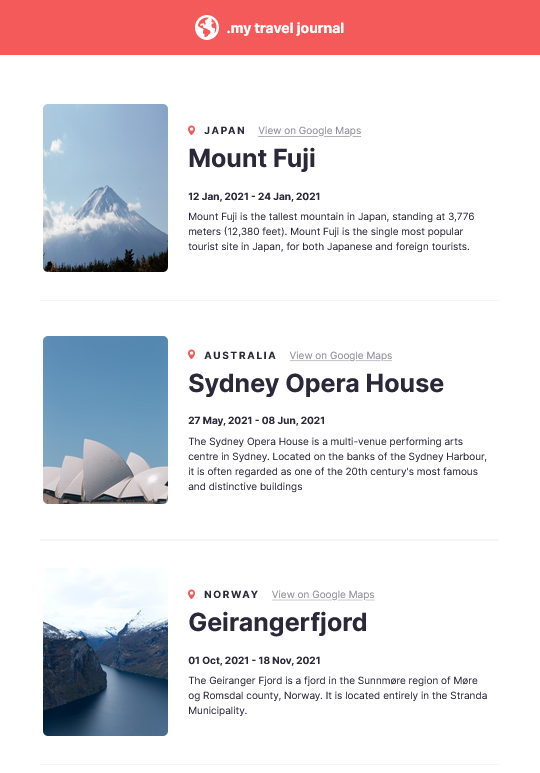 .my travel journal
JAPAN View on Google Maps
Mount Fuji
12 Jan, 2021 - 24 Jan, 2021
Mount Fuji is the tallest mountain in Japan, standing at 3,776
meters (12,380 feet). Mount Fuji is the single most popular
tourist site in Japan, for both Japanese and foreign tourists.
AUSTRALIA View on Google Maps
Sydney Opera House
27 May, 2021 - 08 Jun, 2021
The Sydney Opera House is a multi-venue performing arts
centre in Sydney. Located on the banks of the Sydney Harbour,
it is often regarded as one of the 20th century's most famous
and distinctive buildings
NORWAY View on Google Maps
Geirangerfjord
01 Oct, 2021 - 18 Nov, 2021
The Geiranger Fjord is a fjord in the Sunnmøre region of Møre
og Romsdal county, Norway. It is located entirely in the Stranda
Municipality.